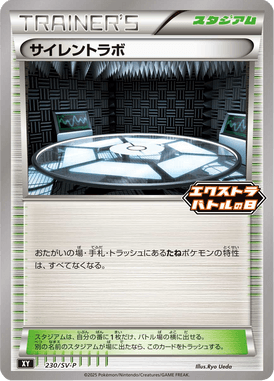 TRAINER'S
スタジアム
サイレントラボ
エクストラ
バトルの日
おたがいの場・手札・トラッシュにあるたねポケモンの特性
は、すべてなくなる。
スタジアムは、自分の番に1枚だけ、バトル場の横に出せる。
別の名前のスタジアムが場に出たなら、このカードをトラッシュする。
XY 230/SV-P
Illus.Ryo Ueda
©2025 Pokémon/Nintendo/Creatures/GAME FREAK.